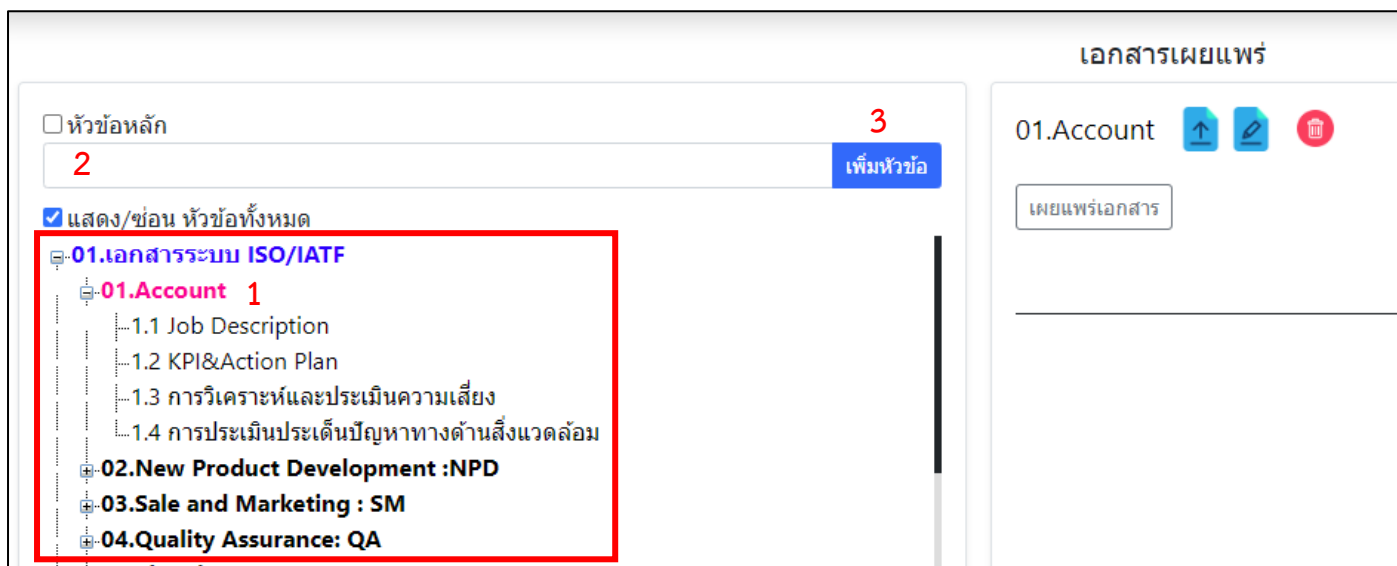 เอกสารเผยแพร่
หัวข้อหลัก
3
2
เพิ่มหัวข้อ
แสดง/ซ่อน หัวข้อทั้งหมด
01.เอกสารระบบ ISO/IATF
01.Account 1
1.1 Job Description
1.2 KPI&Action Plan
1.3 การวิเคราะห์และประเมินความเสี่ยง
1.4 การประเมินประเด็นปัญหาทางด้านสิ่งแวดล้อม
02.New Product Development :NPD
03.Sale and Marketing : SM
04.Quality Assurance: QA
01.Account
เผยแพร่เอกสาร